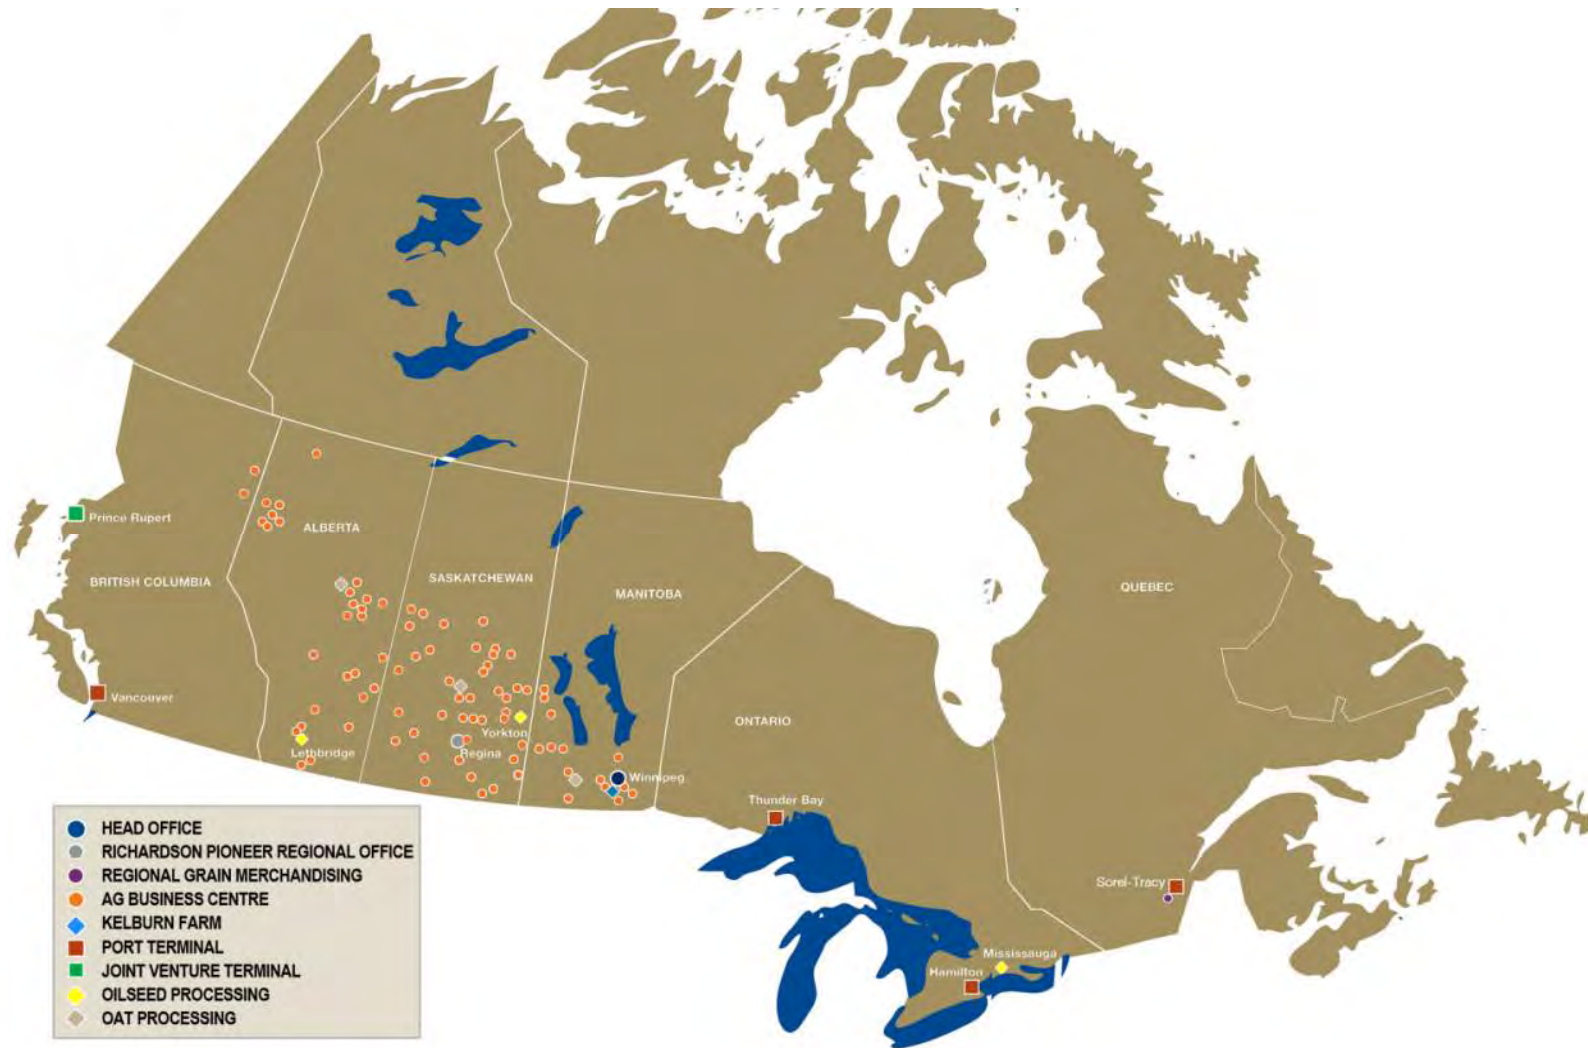 Prince Rupert
ALBERTA
BRITISH COLUMBIA
SASKATCHEWAN
MANITOBA
QUEBEC
Vancouver
ONTARIO
Yorkton
Lethbridge
Regina
Winnipeg
Thunder Bay
Sorel-Tracy
Mississauga
Hamilton
HEAD OFFICE
RICHARDSON PIONEER REGIONAL OFFICE
REGIONAL GRAIN MERCHANDISING
AG BUSINESS CENTRE
KELBURN FARM
PORT TERMINAL
JOINT VENTURE TERMINAL
OILSEED PROCESSING
OAT PROCESSING